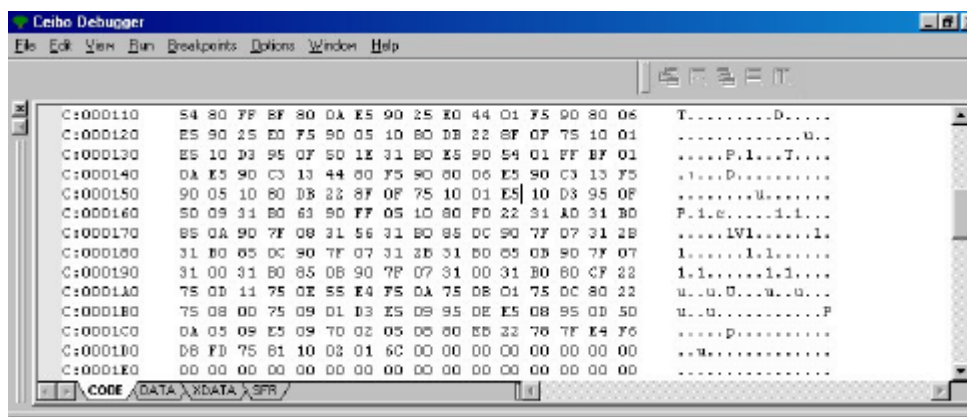 Ceibo Debugger
File Edit View Run Breakpoints Options Window Help
C:000110 54 80 FF BF 80 0A E5 90 25 E0 44 01 F5 90 80 06 T.........D.....
C:000120 E5 90 25 E0 F5 90 05 10 80 DB 22 8F 0F 75 10 01 .............u..
C:000130 E5 10 D3 95 0F 50 1E 31 B0 E5 90 54 01 FF BF 01 .....P.1...T....
C:000140 0A E5 90 C3 13 44 80 F5 90 80 06 E5 90 C3 13 F5 .....D..........
C:000150 90 05 10 80 DB 22 8F 0F 75 10 01 E5 10 D3 95 0F ........u.......
C:000160 50 09 31 B0 63 90 FF 05 10 80 F0 22 31 A0 31 B0 P.1.c.......1.1.
C:000170 85 0A 90 7F 08 31 56 31 B0 85 0C 90 7F 07 31 2B .....1V1......1.
C:000180 31 B0 85 0C 90 7F 07 31 2B 31 B0 85 0B 90 7F 07 1......1.1......
C:000190 31 00 31 B0 85 0B 90 7F 07 31 00 31 B0 80 CF 22 1.1......1.1....
C:0001A0 75 0D 11 75 0E 55 E4 F5 0A 75 0B 01 75 0C 80 22 u..u.U...u..u...
C:0001B0 75 08 00 75 09 01 D3 E5 09 95 0E E5 08 95 0D 50 u..u...........P
C:0001C0 0A 05 09 E5 09 70 02 05 08 80 EB 22 78 7F E4 F6 .....p..........
C:0001D0 D8 FD 75 81 10 02 01 6C 00 00 00 00 00 00 00 00 ..u.............
C:0001E0 00 00 00 00 00 00 00 00 00 00 00 00 00 00 00 00 ................
CODE DATA XDATA SFR